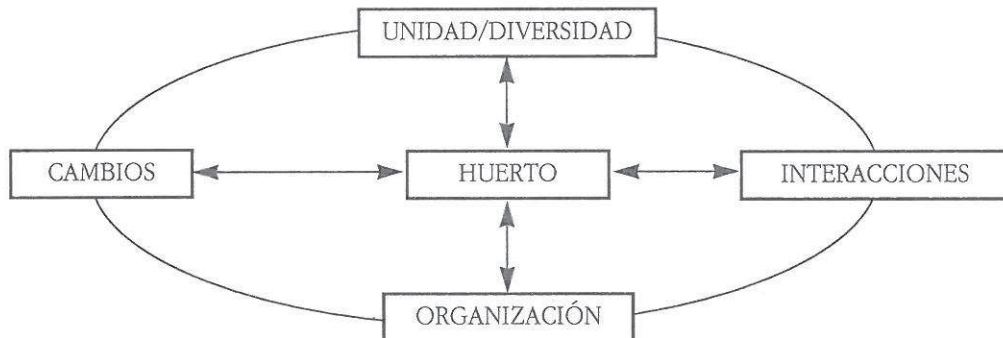 UNIDAD/DIVERSIDAD
CAMBIOS
HUERTO
INTERACCIONES
ORGANIZACIÓN